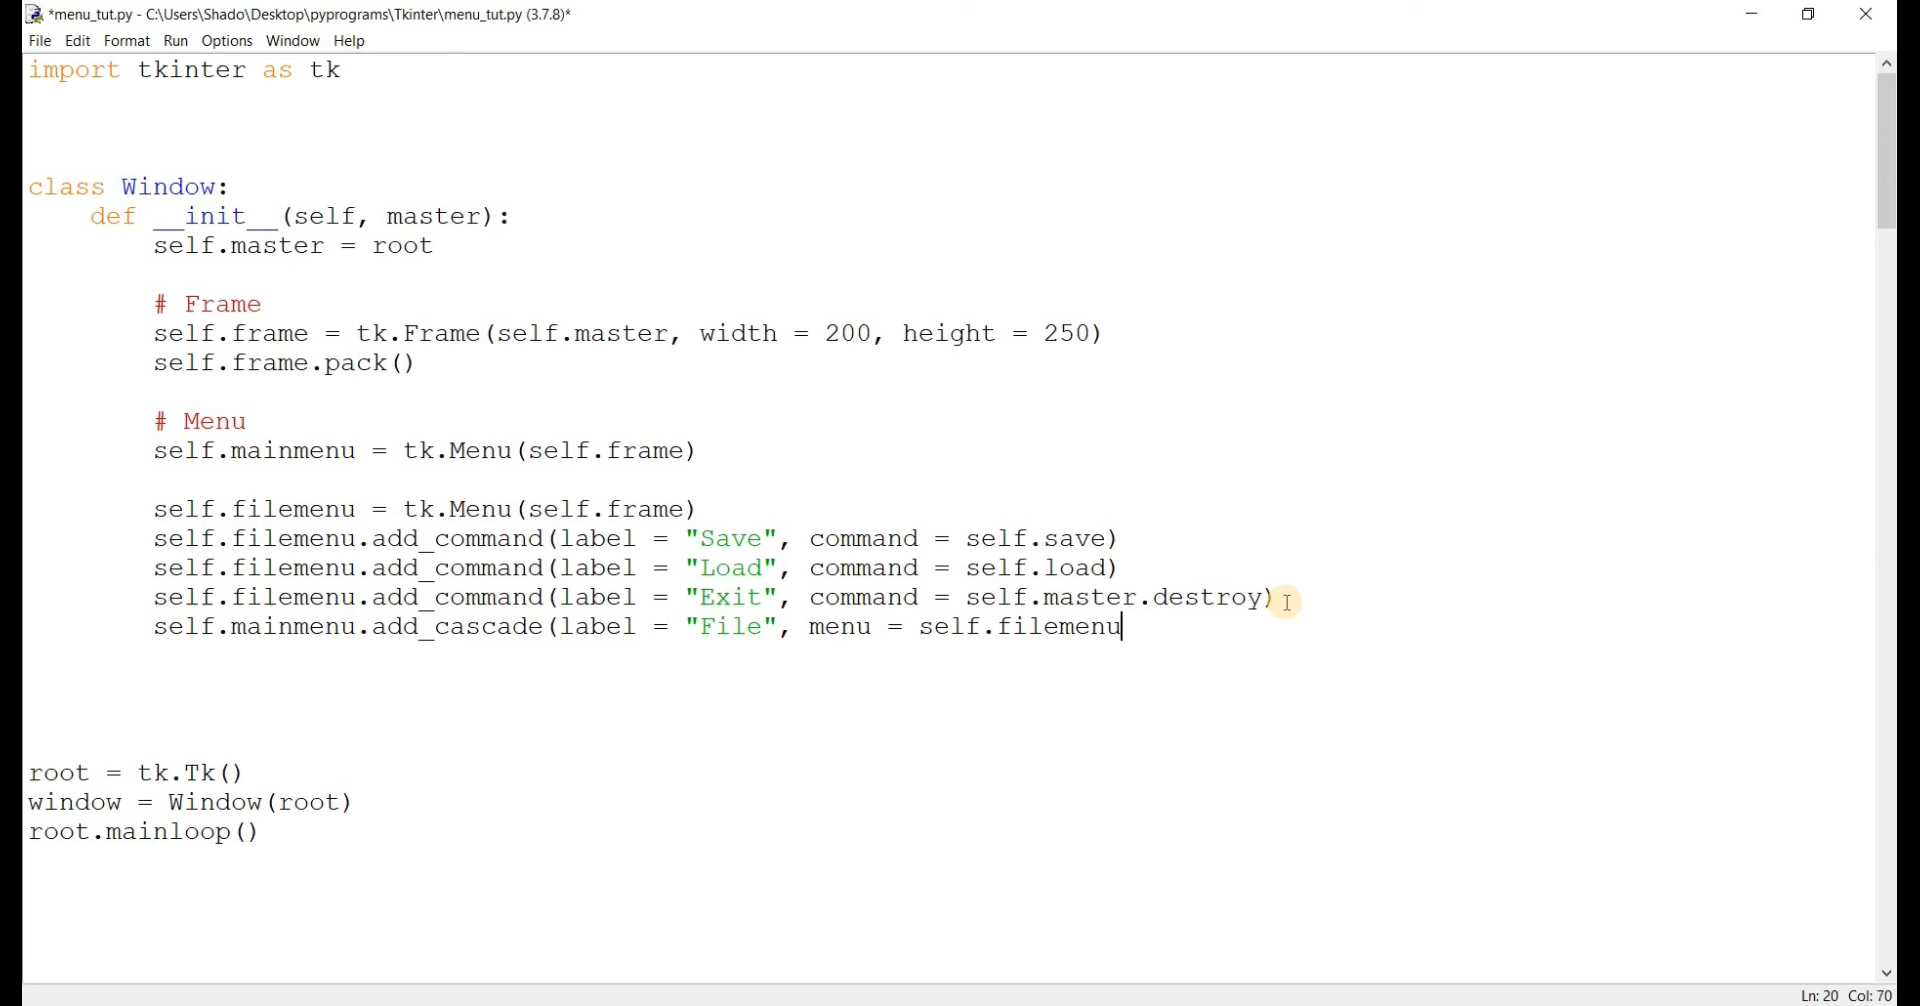 *menu_tut.py - C:\Users\Shado\Desktop\pyprograms\Tkinter\menu_tut.py (3.7.8)*
File Edit Format Run Options Window Help
import tkinter as tk
class Window:
    def __init__(self, master):
        self.master = root
        # Frame
        self.frame = tk.Frame(self.master, width = 200, height = 250)
        self.frame.pack()
        # Menu
        self.mainmenu = tk.Menu(self.frame)
        self.filemenu = tk.Menu(self.frame)
        self.filemenu.add_command(label = "Save", command = self.save)
        self.filemenu.add_command(label = "Load", command = self.load)
        self.filemenu.add_command(label = "Exit", command = self.master.destroy)
        self.mainmenu.add_cascade(label = "File", menu = self.filemenu
root = tk.Tk()
window = Window(root)
root.mainloop()
Ln: 20 Col: 70